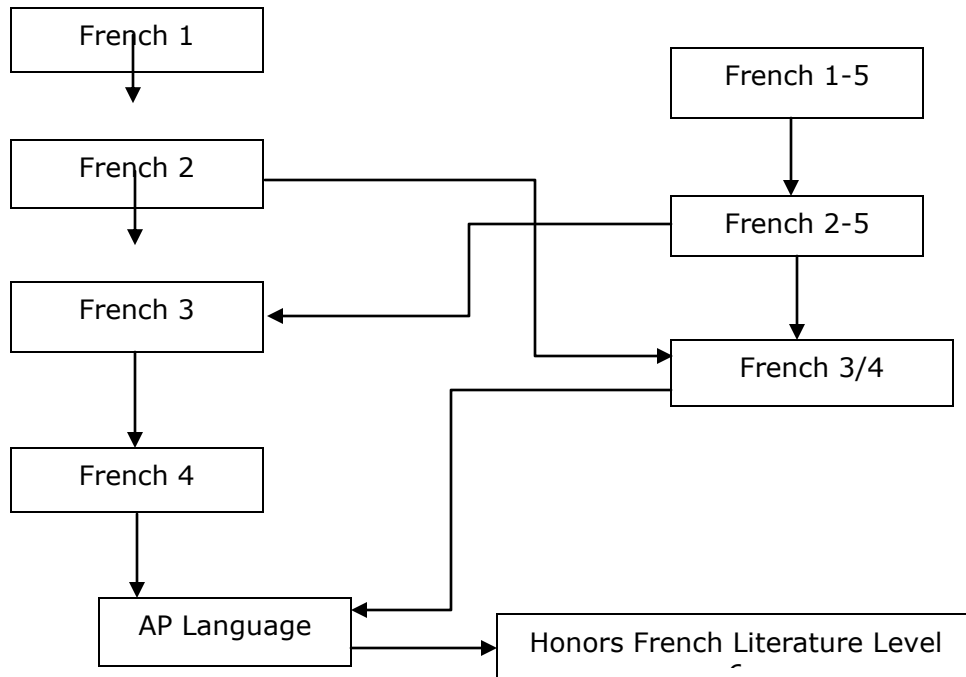 French 1
French 1-5
French 2
French 2-5
French 3
French 3/4
French 4
AP Language
Honors French Literature Level